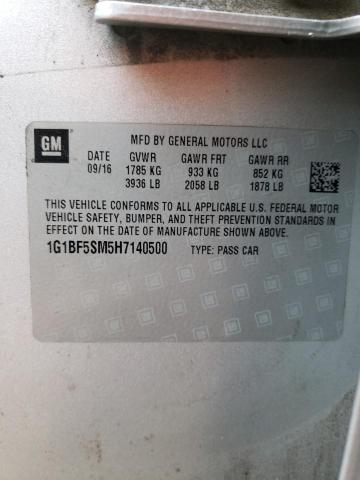 GM
MFD BY GENERAL MOTORS LLC
DATE GVWR GAWR FRT GAWR RR
09/16 1785 KG 933 KG 852 KG
3936 LB 2058 LB 1878 LB
THIS VEHICLE CONFORMS TO ALL APPLICABLE U.S. FEDERAL MOTOR
VEHICLE SAFETY, BUMPER, AND THEFT PREVENTION STANDARDS
IN EFFECT ON THE DATE OF MANUFACTURE SHOWN ABOVE.
1G1BF5SM5H7140500 TYPE: PASS CAR